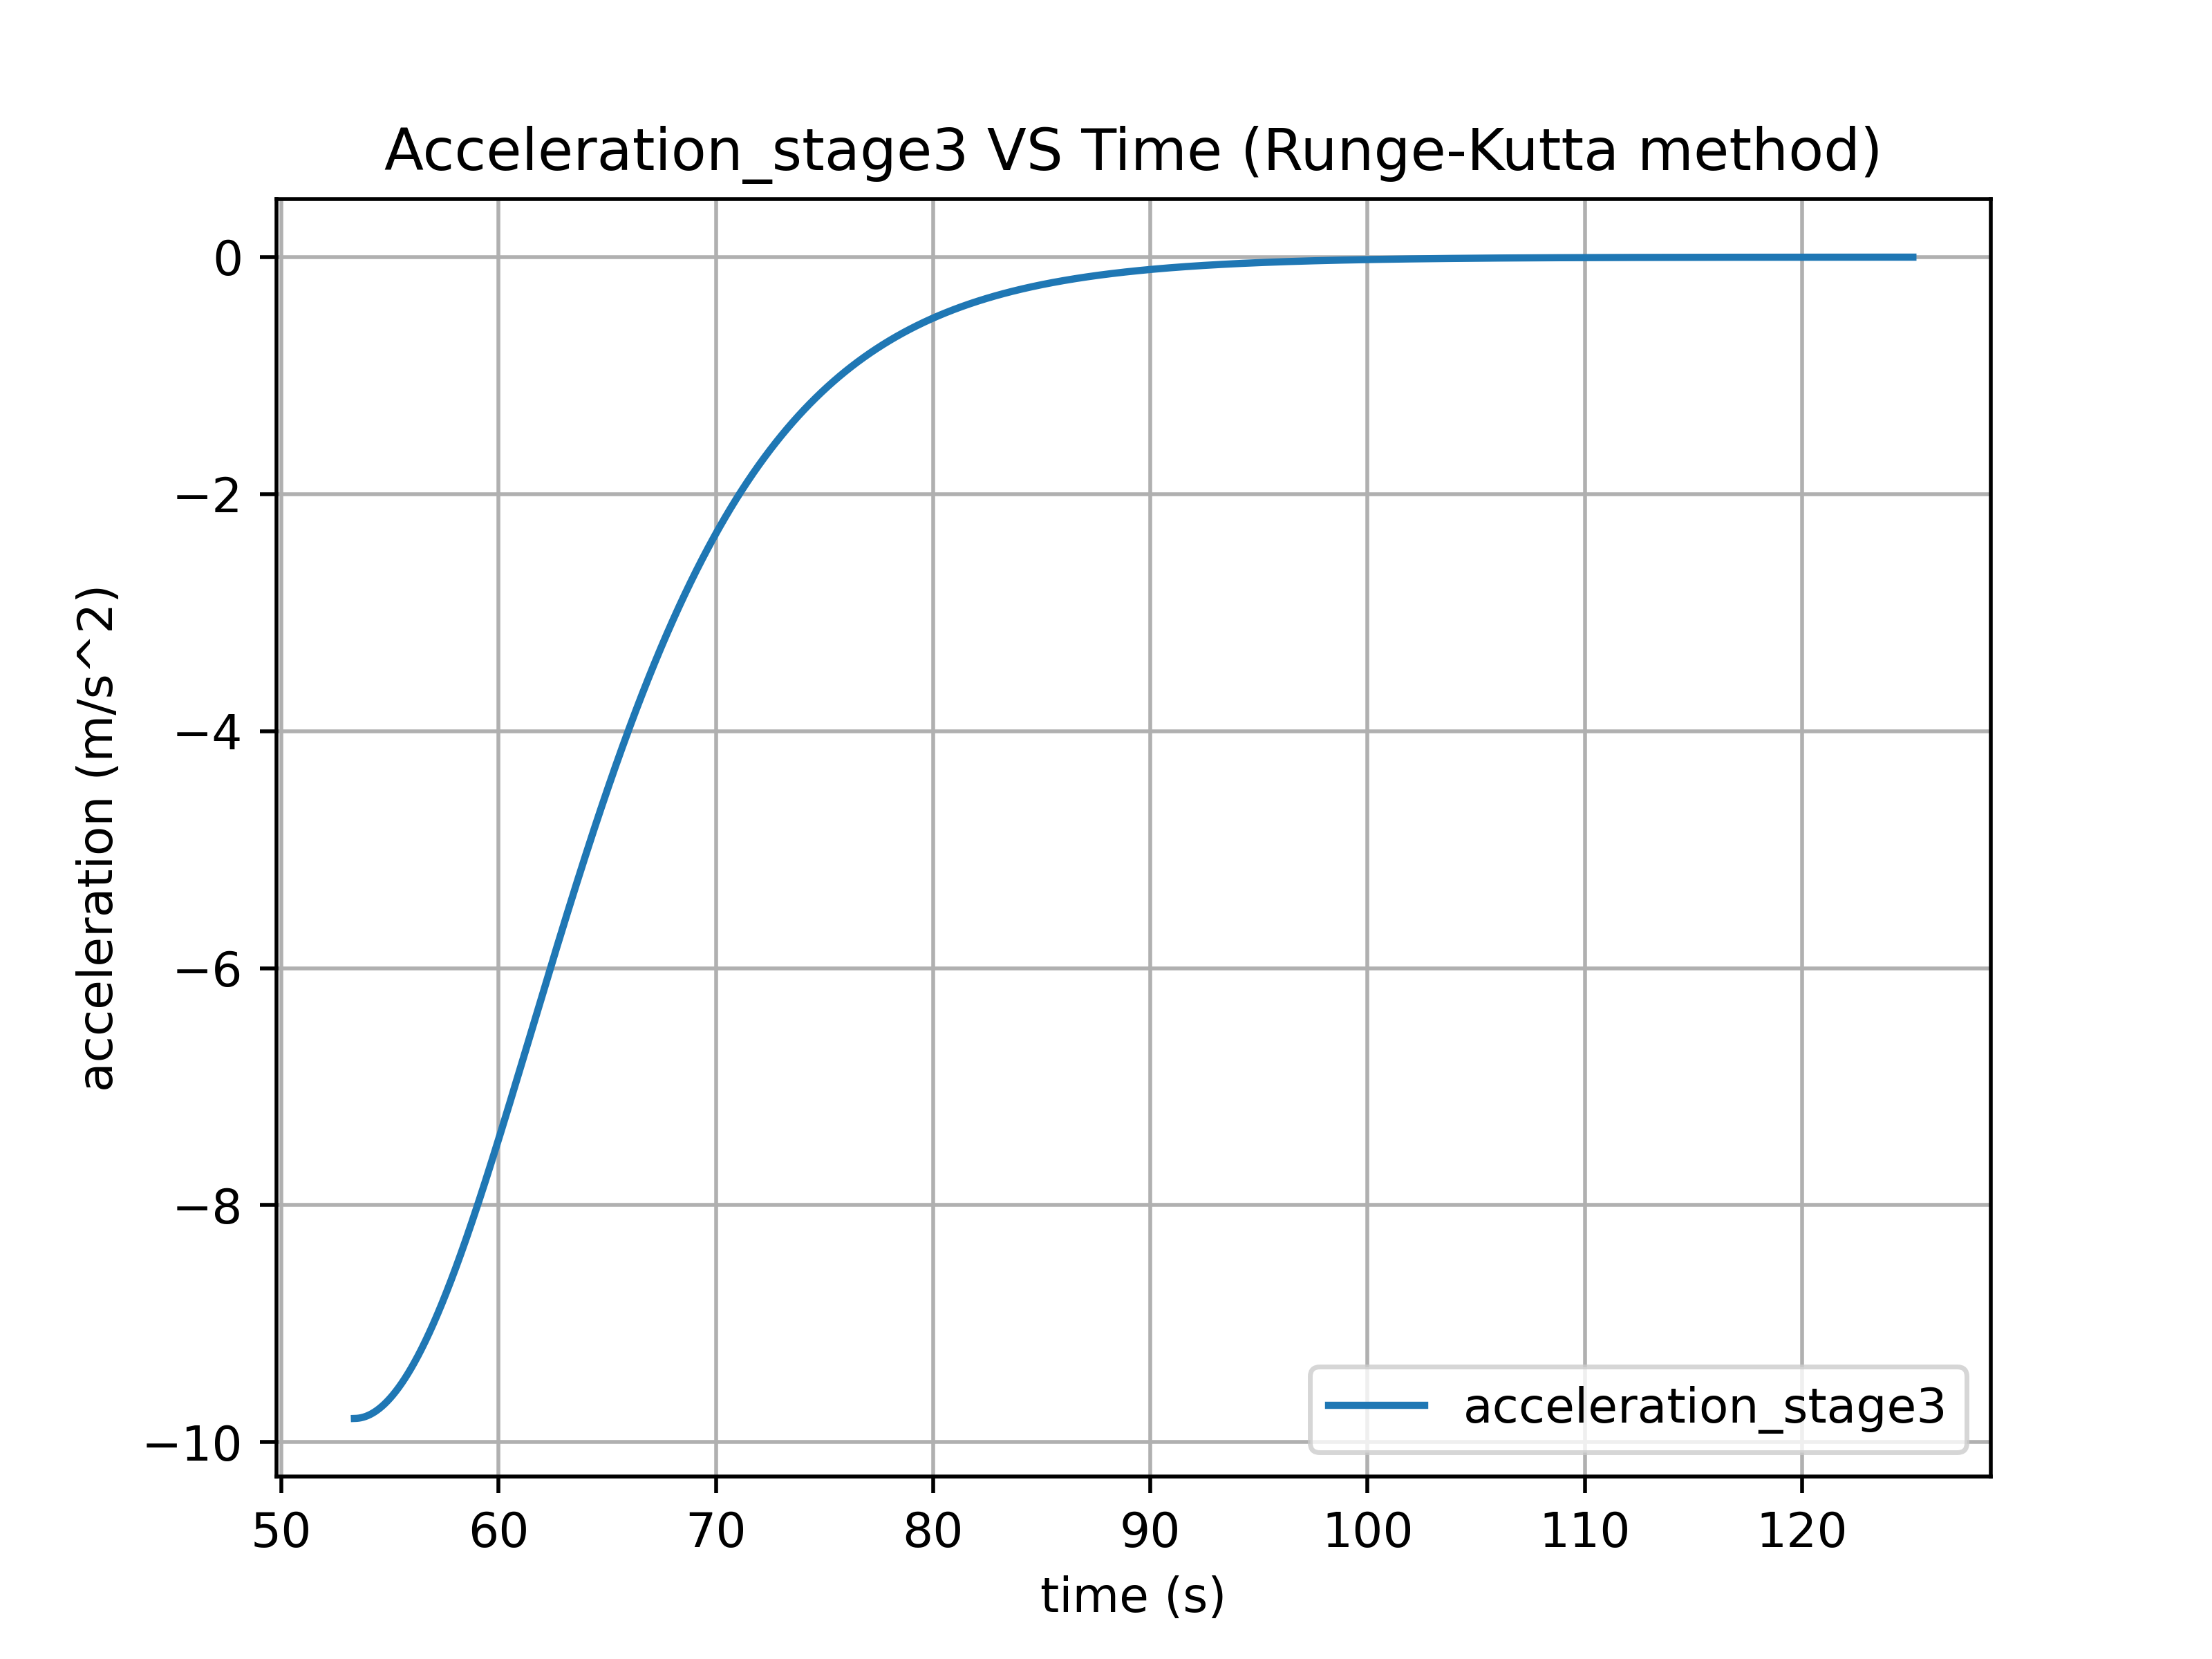 Acceleration_stage3 VS Time (Runge-Kutta method)
acceleration (m/s^2)
0
−2
−4
−6
−8
−10
acceleration_stage3
50 60 70 80 90 100 110 120
time (s)